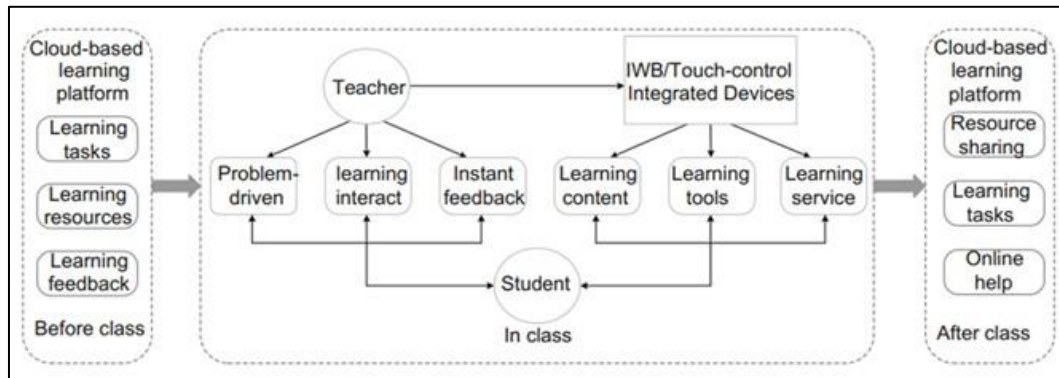 Cloud-based
learning
platform
Learning
tasks
Learning
resources
Learning
feedback
Before class
Teacher
IWB/Touch-control
Integrated Devices
Problem-
driven
learning
interact
Instant
feedback
Learning
content
Learning
tools
Learning
service
Student
In class
Cloud-based
learning
platform
Resource
sharing
Learning
tasks
Online
help
After class